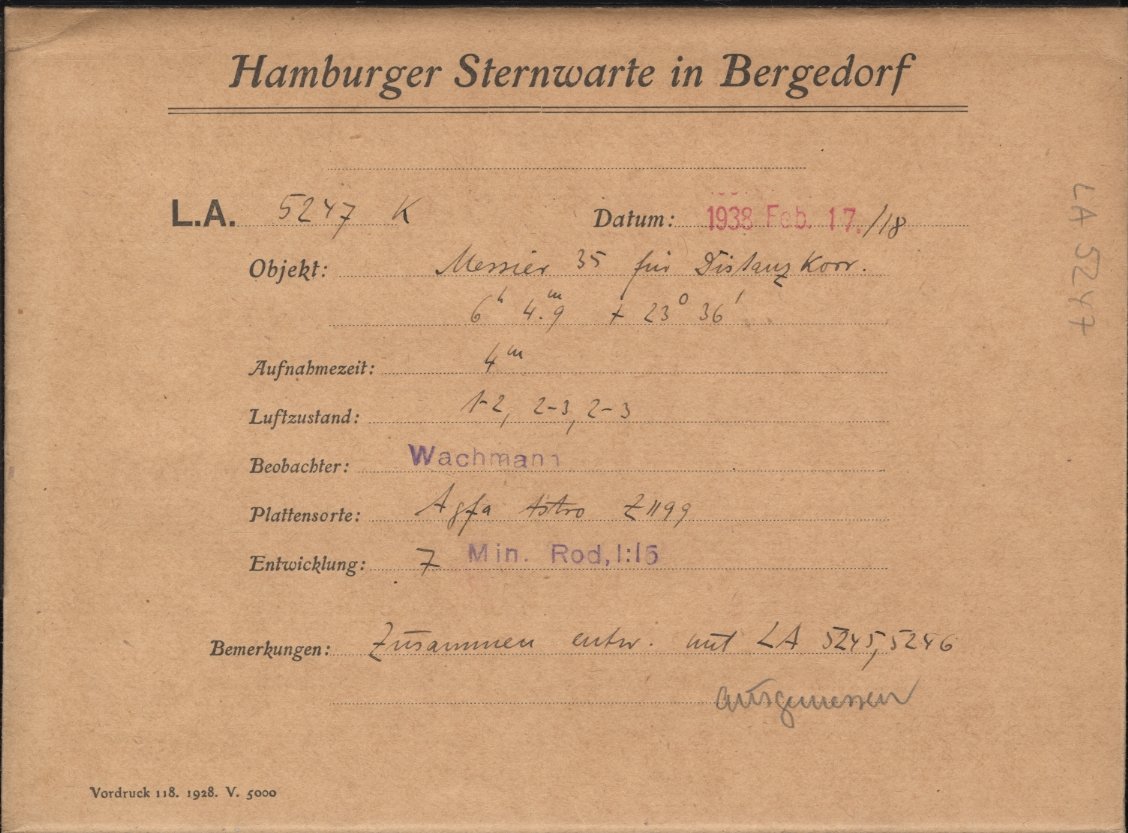 Hamburger Sternwarte in Bergedorf
L.A. 5247 K Datum: 1938 Feb. 17./18
Objekt: Messier 35 für Distanzkorr.
6h 4.m9 + 23° 36'
Aufnahmezeit: 4m
Luftzustand: 1-2, 2-3, 2-3
Beobachter: Wachmann
Plattensorte: Agfa Astro Z1199
Entwicklung: 7 Min. Rod, 1:15
Bemerkungen: Zusammen entw. mit LA 5245, 5246
ausgemessen
Vordruck 118. 1928. V. 5000
LA 5247